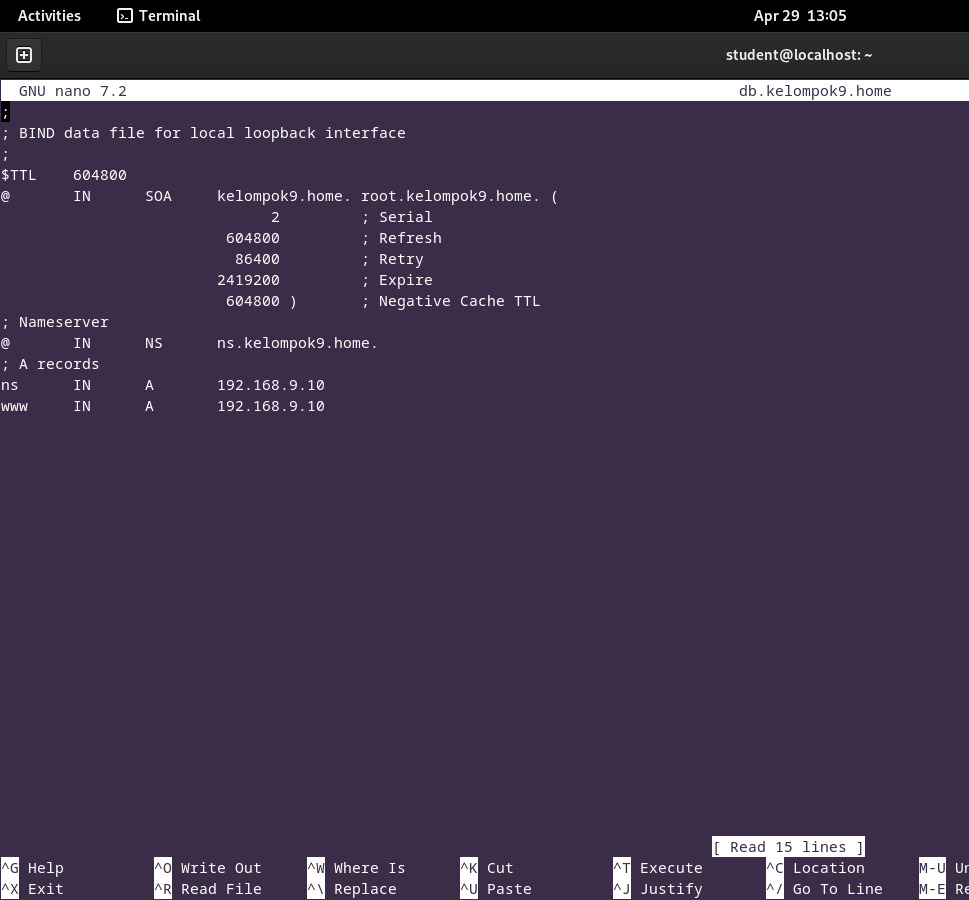 Activities Terminal Apr 29 13:05
student@localhost: ~
GNU nano 7.2 db.kelompok9.home
;
; BIND data file for local loopback interface
;
$TTL 604800
@ IN SOA kelompok9.home. root.kelompok9.home. (
2 ; Serial
604800 ; Refresh
86400 ; Retry
2419200 ; Expire
604800 ) ; Negative Cache TTL
; Nameserver
@ IN NS ns.kelompok9.home.
; A records
ns IN A 192.168.9.10
www IN A 192.168.9.10
[ Read 15 lines ]
^G Help ^O Write Out ^W Where Is ^K Cut ^T Execute ^C Location M-U Un
^X Exit ^R Read File ^\ Replace ^U Paste ^J Justify ^/ Go To Line M-E Re